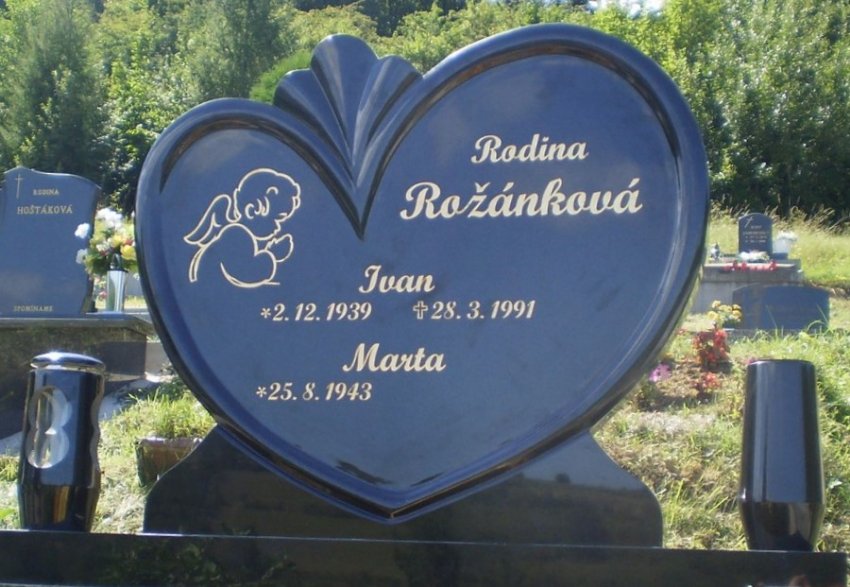 Rodina
Rožánková
Ivan
*2.12.1939 ✝28.3.1991
Marta
*25.8.1943
RODINA
HOŠTÁKOVÁ
SPOMÍNAME